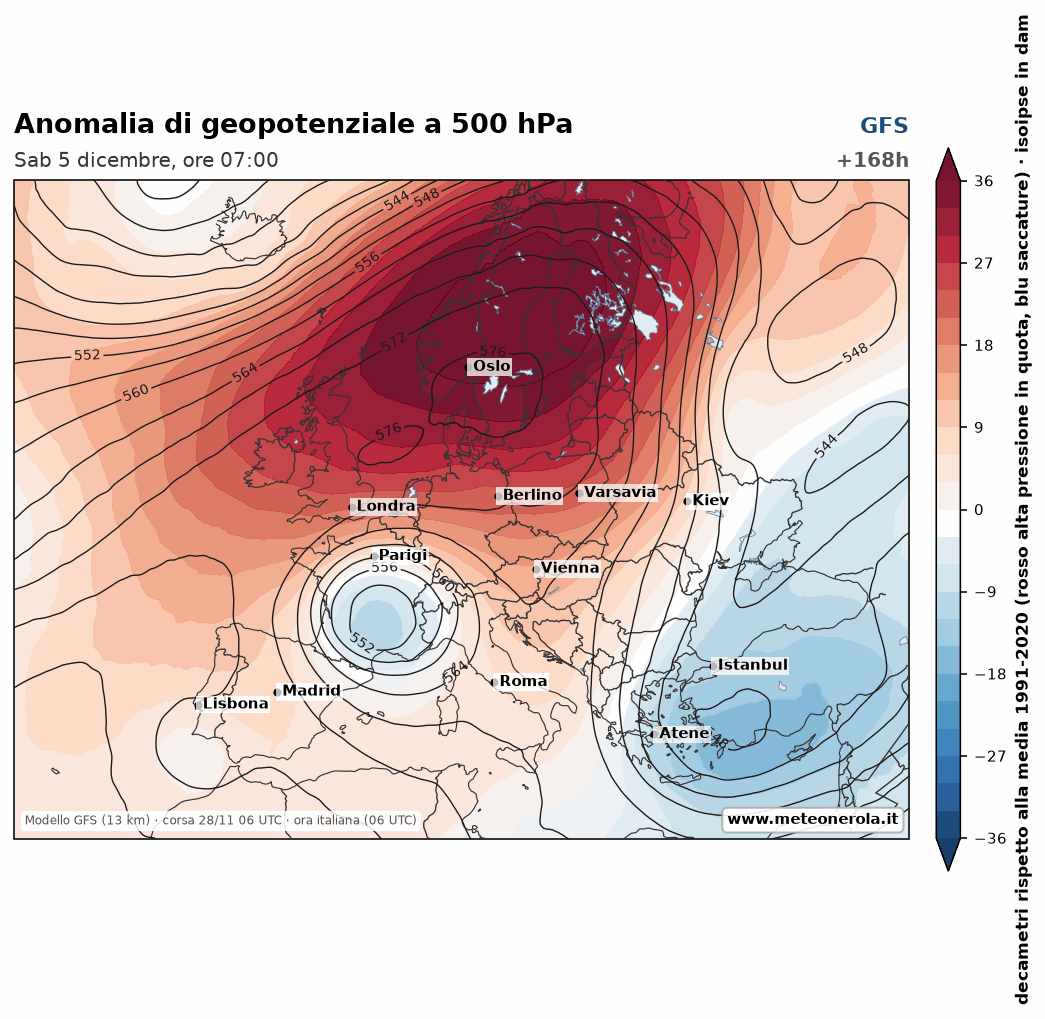 Anomalia di geopotenziale a 500 hPa
GFS
Sab 5 dicembre, ore 07:00
+168h
544
548
556
572
552
564
576
560
548
576
544
556
560
552
564
Oslo
Berlino
Varsavia
Kiev
Londra
Parigi
Vienna
Istanbul
Roma
Madrid
Lisbona
Atene
Modello GFS (13 km) · corsa 28/11 06 UTC · ora italiana (06 UTC)
www.meteonerola.it
36
27
18
9
0
−9
−18
−27
−36
decametri rispetto alla media 1991-2020 (rosso alta pressione in quota, blu saccature) · isoipse in dam